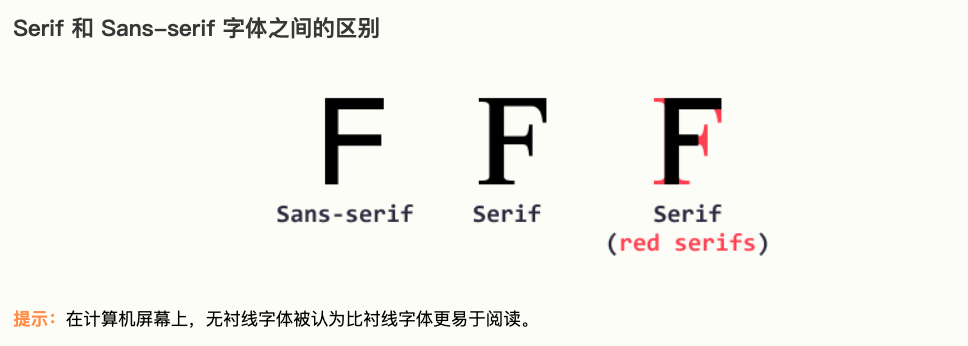 Serif 和 Sans-serif 字体之间的区别
F F F
Sans-serif Serif Serif
(red serifs)
提示：在计算机屏幕上，无衬线字体被认为比衬线字体更易于阅读。